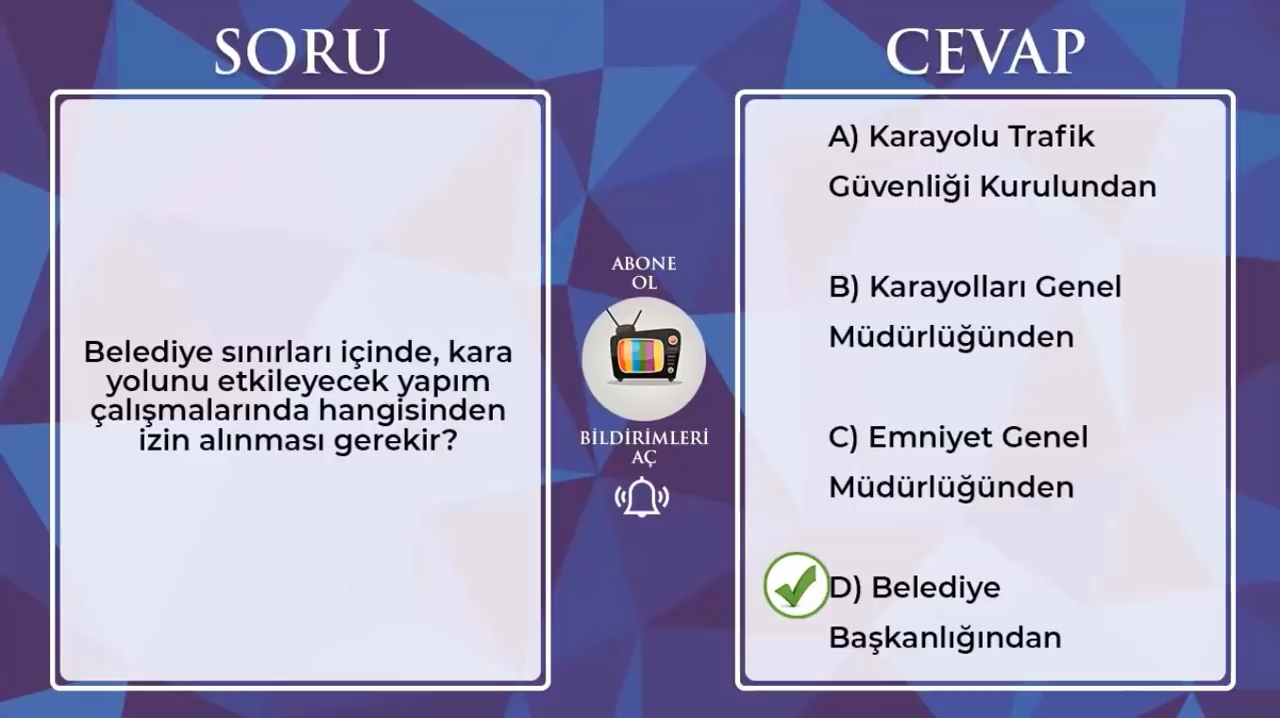 SORU
Belediye sınırları içinde, kara
yolunu etkileyecek yapım
çalışmalarında hangisinden
izin alınması gerekir?
ABONE
OL
BİLDİRİMLERİ
AÇ
CEVAP
A) Karayolu Trafik
Güvenliği Kurulundan
B) Karayolları Genel
Müdürlüğünden
C) Emniyet Genel
Müdürlüğünden
D) Belediye
Başkanlığından